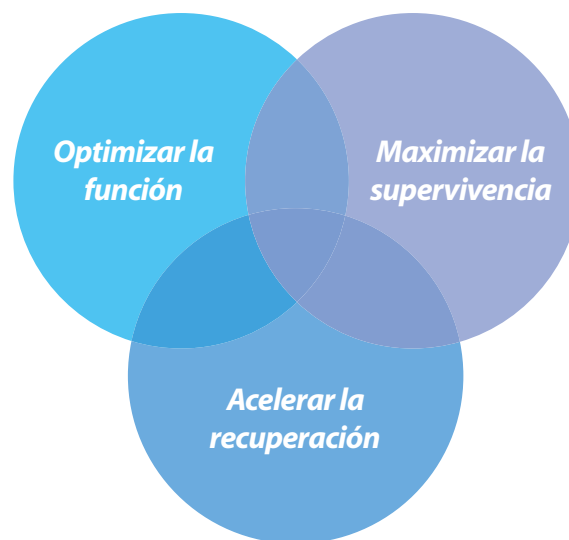 Optimizar la
función
Maximizar la
supervivencia
Acelerar la
recuperación